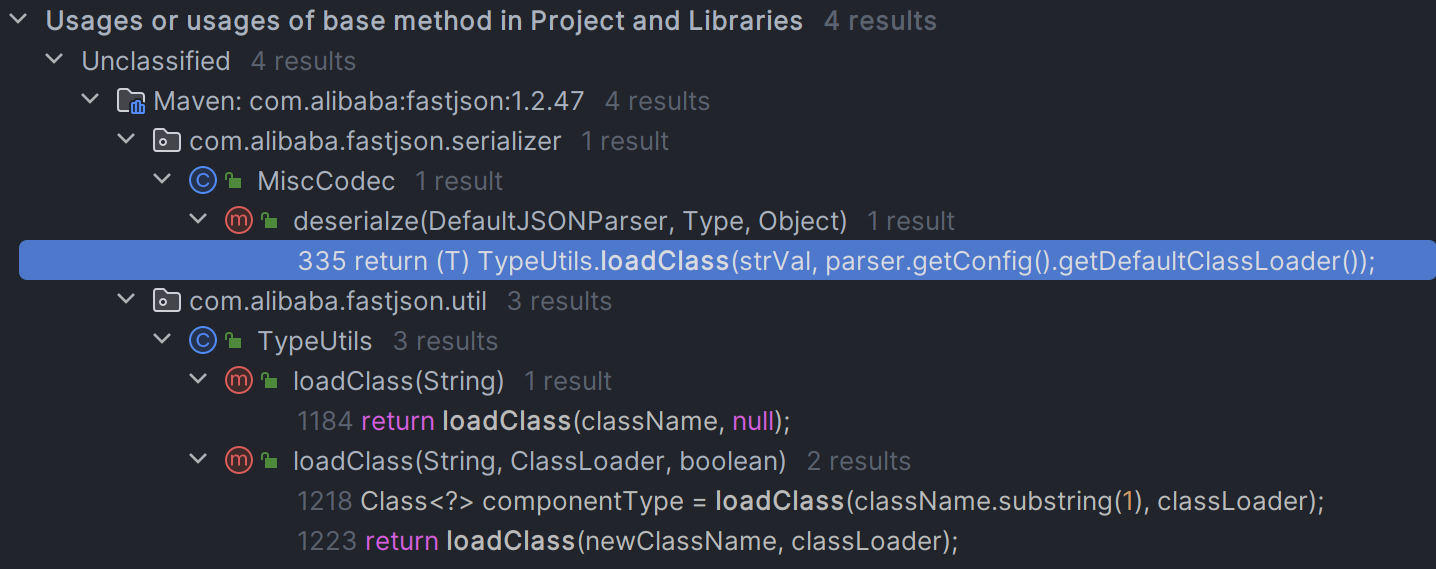 Usages or usages of base method in Project and Libraries 4 results
Unclassified 4 results
Maven: com.alibaba:fastjson:1.2.47 4 results
com.alibaba.fastjson.serializer 1 result
MiscCodec 1 result
deserialze(DefaultJSONParser, Type, Object) 1 result
335 return (T) TypeUtils.loadClass(strVal, parser.getConfig().getDefaultClassLoader());
com.alibaba.fastjson.util 3 results
TypeUtils 3 results
loadClass(String) 1 result
1184 return loadClass(className, null);
loadClass(String, ClassLoader, boolean) 2 results
1218 Class<?> componentType = loadClass(className.substring(1), classLoader);
1223 return loadClass(newClassName, classLoader);